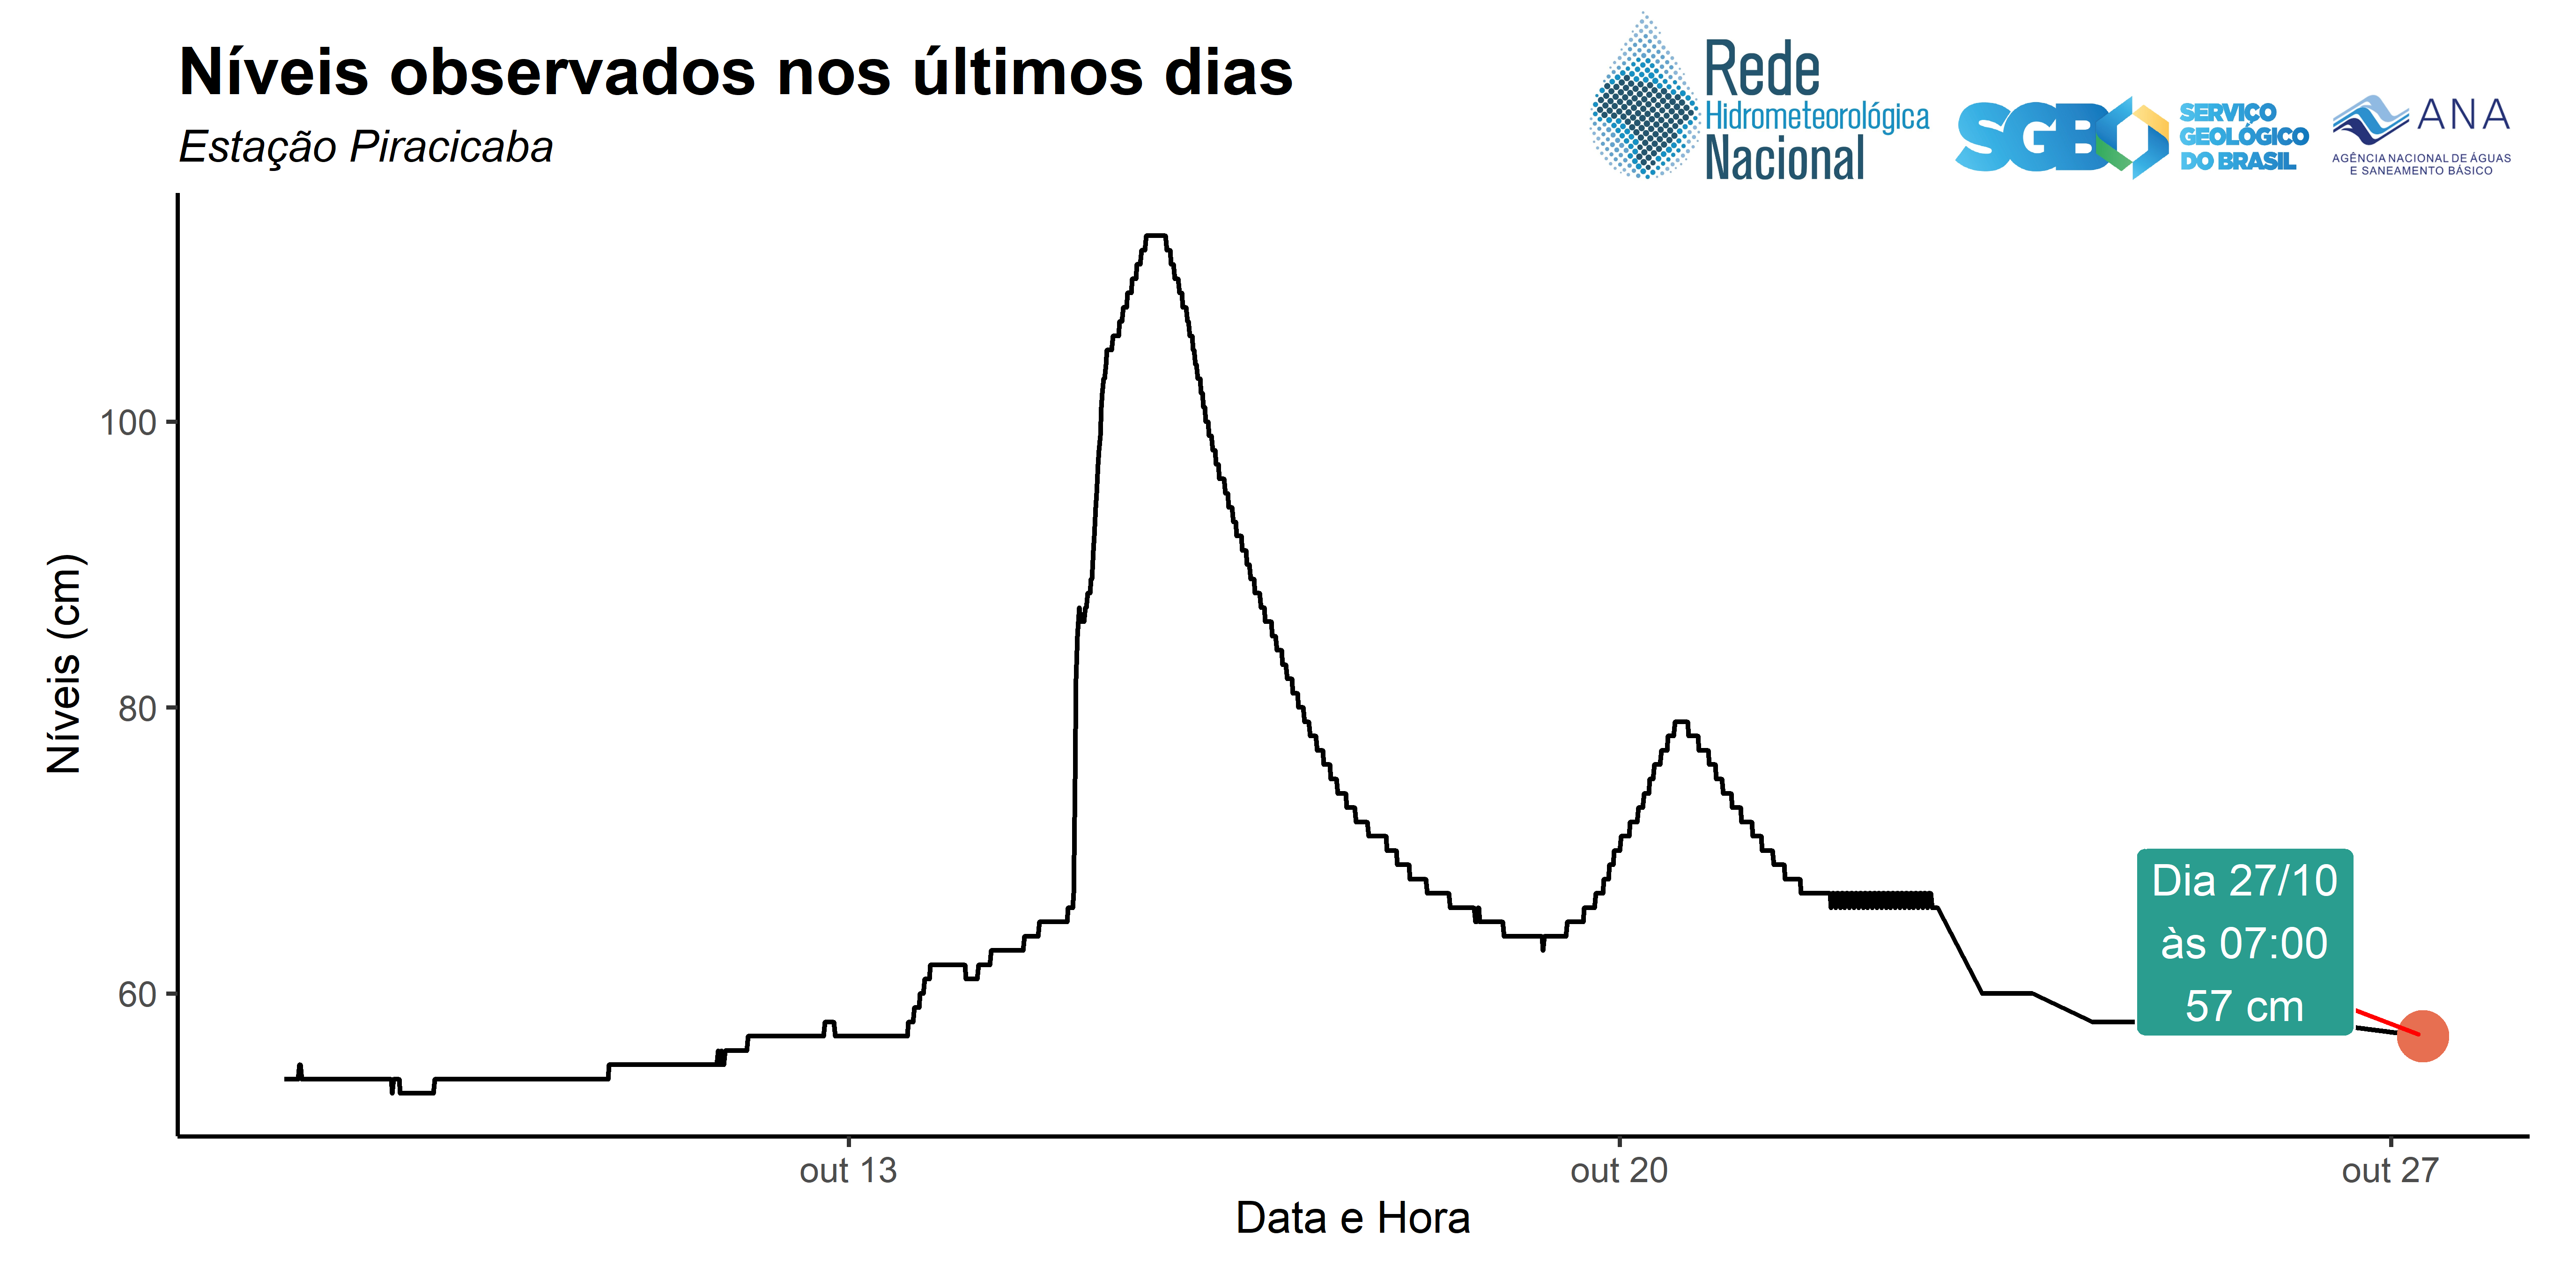 Níveis observados nos últimos dias
Estação Piracicaba
Rede
Hidrometeorológica
Nacional
SGB
SERVIÇO
GEOLÓGICO
DO BRASIL
ANA
AGÊNCIA NACIONAL DE ÁGUAS
E SANEAMENTO BÁSICO
Níveis (cm)
100
80
60
Dia 27/10
às 07:00
57 cm
out 13
out 20
out 27
Data e Hora